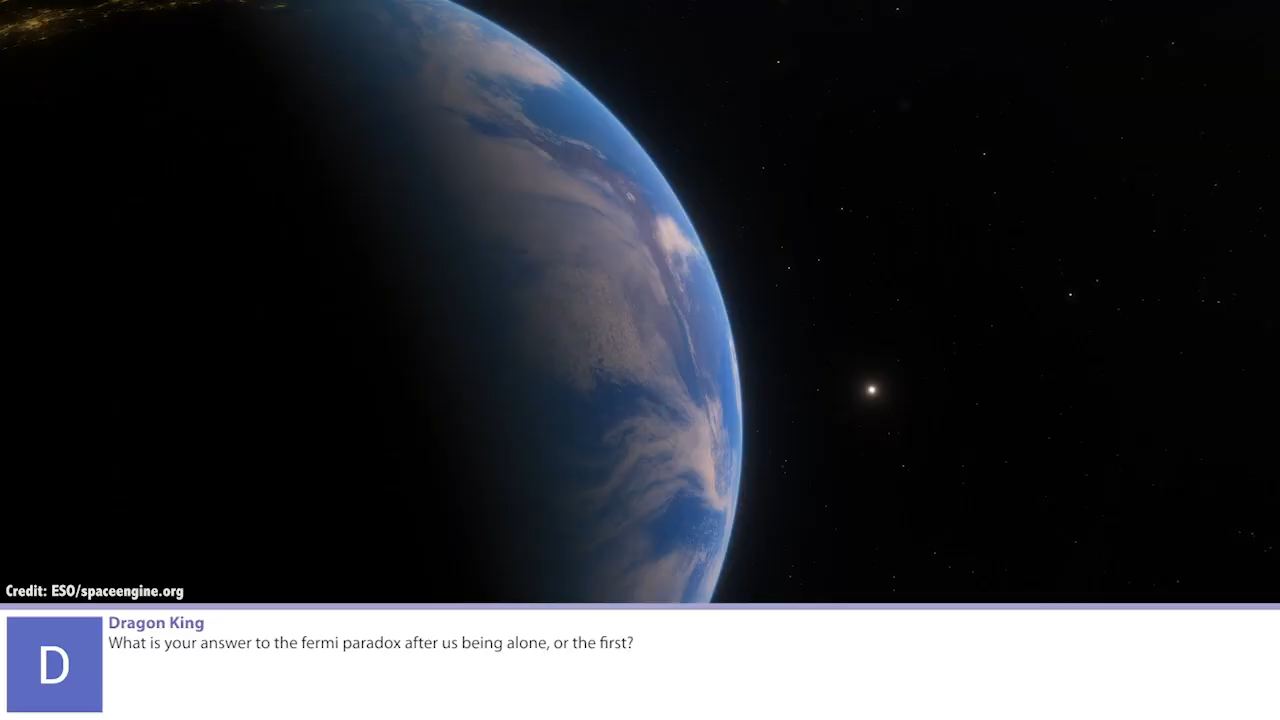 Credit: ESO/spaceengine.org
Dragon King
What is your answer to the fermi paradox after us being alone, or the first?
D